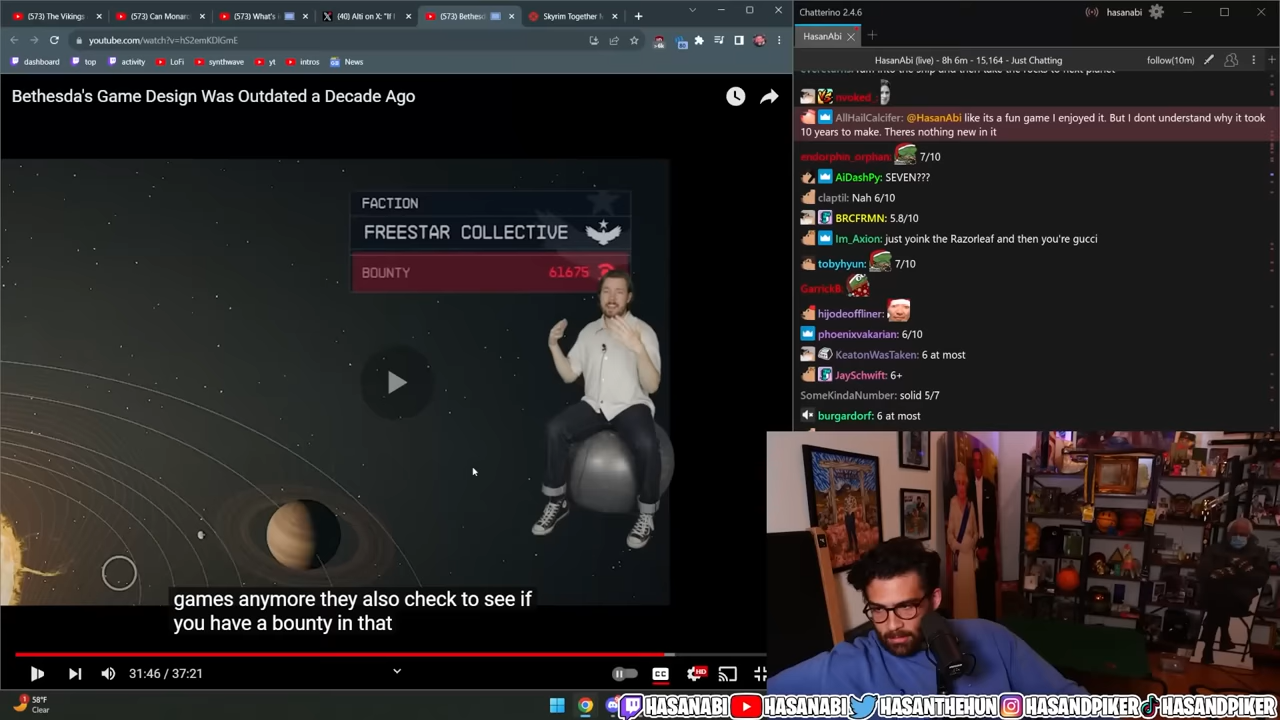 (573) The Vikings
(573) Can Monarc
(573) What's
(40) Alti on X: "If
(573) Bethesd
Skyrim Together M
youtube.com/watch?v=hS2emKDlGmE
dashboard
top
activity
LoFi
synthwave
yt
intros
News
Bethesda's Game Design Was Outdated a Decade Ago
FACTION
FREESTAR COLLECTIVE
BOUNTY 61675
games anymore they also check to see if
you have a bounty in that
31:46 / 37:21
CC
HD
58°F
Clear
Chatterino 2.4.6
hasanabi
HasanAbi
HasanAbi (live) - 8h 6m - 15,164 - Just Chatting
follow(10m)
nvoked_:
AllHailCalcifer: @HasanAbi like its a fun game I enjoyed it. But I dont understand why it took
10 years to make. Theres nothing new in it
endorphin_orphan: 7/10
AiDashPy: SEVEN???
claptil: Nah 6/10
BRCFRMN: 5.8/10
Im_Axion: just yoink the Razorleaf and then you're gucci
tobyhyun: 7/10
GarrickB:
hijodeoffliner:
phoenixvakarian: 6/10
KeatonWasTaken: 6 at most
JaySchwift: 6+
SomeKindaNumber: solid 5/7
burgardorf: 6 at most
HASANABI HASANABI HASANTHEHUN HASANDPIKER HASANDPIKER